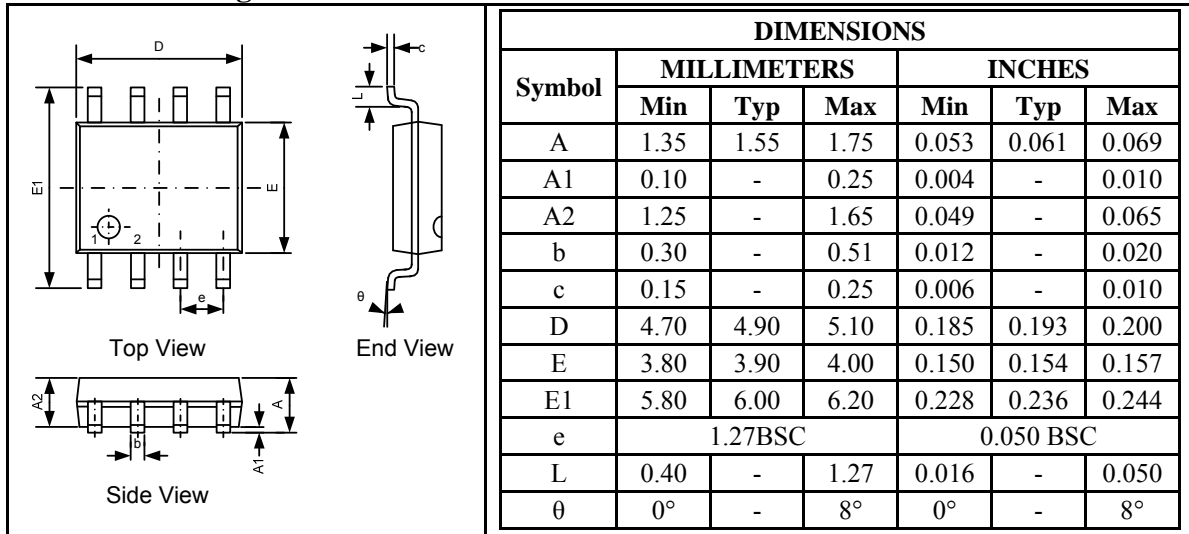 D
c
L
E1
E
1 2
e
θ
Top View
End View
A2
A
b
A1
Side View
DIMENSIONS
Symbol MILLIMETERS INCHES
Min Typ Max Min Typ Max
A 1.35 1.55 1.75 0.053 0.061 0.069
A1 0.10 - 0.25 0.004 - 0.010
A2 1.25 - 1.65 0.049 - 0.065
b 0.30 - 0.51 0.012 - 0.020
c 0.15 - 0.25 0.006 - 0.010
D 4.70 4.90 5.10 0.185 0.193 0.200
E 3.80 3.90 4.00 0.150 0.154 0.157
E1 5.80 6.00 6.20 0.228 0.236 0.244
e 1.27BSC 0.050 BSC
L 0.40 - 1.27 0.016 - 0.050
θ 0° - 8° 0° - 8°